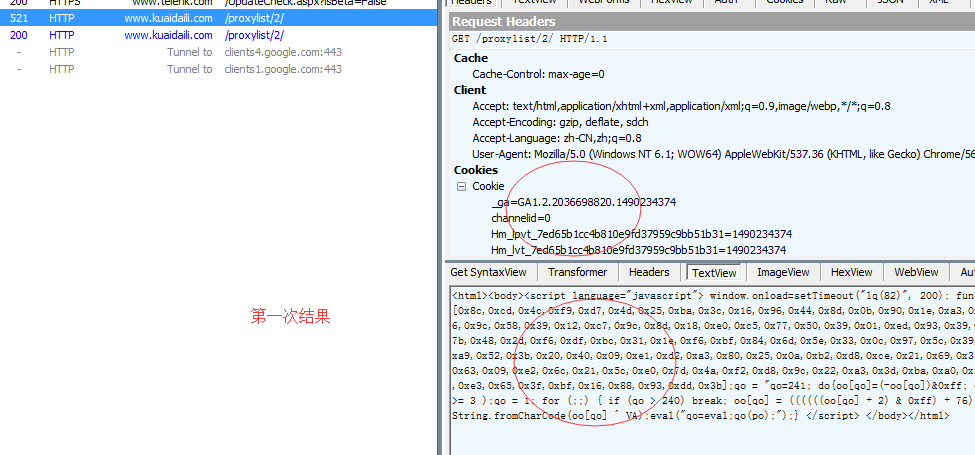 200 HTTPS www.telerik.com /UpdateCheck.aspx?isBeta=False
521 HTTP www.kuaidaili.com /proxylist/2/
200 HTTP www.kuaidaili.com /proxylist/2/
- HTTP Tunnel to clients4.google.com:443
- HTTP Tunnel to clients1.google.com:443
第一次结果
Headers TextView WebForms HexView Auth Cookies Raw JSON XML
Request Headers
GET /proxylist/2/ HTTP/1.1
Cache
Cache-Control: max-age=0
Client
Accept: text/html,application/xhtml+xml,application/xml;q=0.9,image/webp,*/*;q=0.8
Accept-Encoding: gzip, deflate, sdch
Accept-Language: zh-CN,zh;q=0.8
User-Agent: Mozilla/5.0 (Windows NT 6.1; WOW64) AppleWebKit/537.36 (KHTML, like Gecko) Chrome/56
Cookies
Cookie
_ga=GA1.2.2036698820.1490234374
channelid=0
Hm_lpvt_7ed65b1cc4b810e9fd37959c9bb51b31=1490234374
Hm_lvt_7ed65b1cc4b810e9fd37959c9bb51b31=1490234374
Get SyntaxView Transformer Headers TextView ImageView HexView WebView Au
<html><body><script language="javascript"> window.onload=setTimeout("lq(82)", 200); func
[0x8c, 0xcd, 0x4c, 0xf9, 0xd7, 0x4d, 0x25, 0xba, 0x3c, 0x16, 0x96, 0x44, 0x8d, 0x0b, 0x90, 0x1e, 0xa3, 0
6, 0x9c, 0x58, 0x39, 0x12, 0xc7, 0x9c, 0x8d, 0x18, 0xe0, 0xc5, 0x77, 0x50, 0x39, 0x01, 0xed, 0x93, 0x39,
7b, 0x48, 0x2d, 0xf6, 0xdf, 0xbc, 0x31, 0x1e, 0xf6, 0xbf, 0x84, 0x6d, 0x5e, 0x33, 0x0c, 0x97, 0x5c, 0x39,
xa9, 0x52, 0x3b, 0x20, 0x40, 0x09, 0xe1, 0xd2, 0xa3, 0x80, 0x25, 0x0a, 0xb2, 0xd8, 0xce, 0x21, 0x69, 0x3
0x63, 0x09, 0xe2, 0x6c, 0x21, 0x5c, 0xe0, 0x7d, 0x4a, 0xf2, 0xd8, 0x9c, 0x22, 0xa3, 0x3d, 0xba, 0xa0, 0x
, 0xe3, 0x65, 0x3f, 0xbf, 0x16, 0x88, 0x93, 0xdd, 0x3b];qo = "qo=241; do{oo[qo]=(-oo[qo])&0xff;
>= 3 );qo = 1; for (;;) { if (qo > 240) break; oo[qo] = ((((((oo[qo] + 2) & 0xff) + 76)
String.fromCharCode(oo[qo] ^ VA);eval("qo=eval;qo(po);");} </script> </body></html>